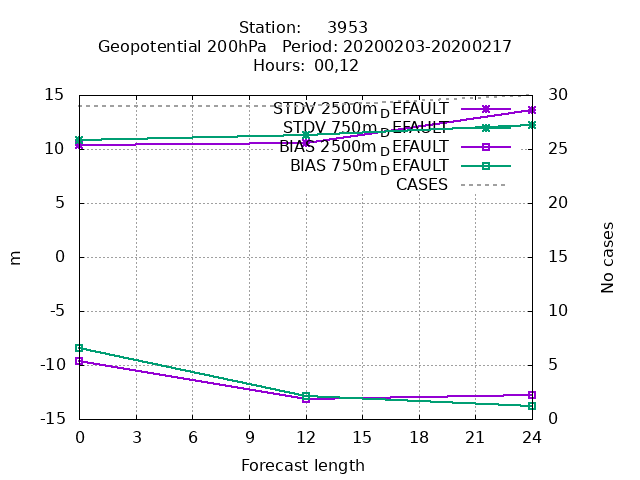 Station: 3953
Geopotential 200hPa Period: 20200203-20200217
Hours: 00,12
15 30
STDV 2500m_DEFAULT
STDV 750m_DEFAULT
10 BIAS 2500m_DEFAULT 25
BIAS 750m_DEFAULT
CASES
5 20
0 15
m
No cases
-5 10
-10 5
-15 0
0 3 6 9 12 15 18 21 24
Forecast length